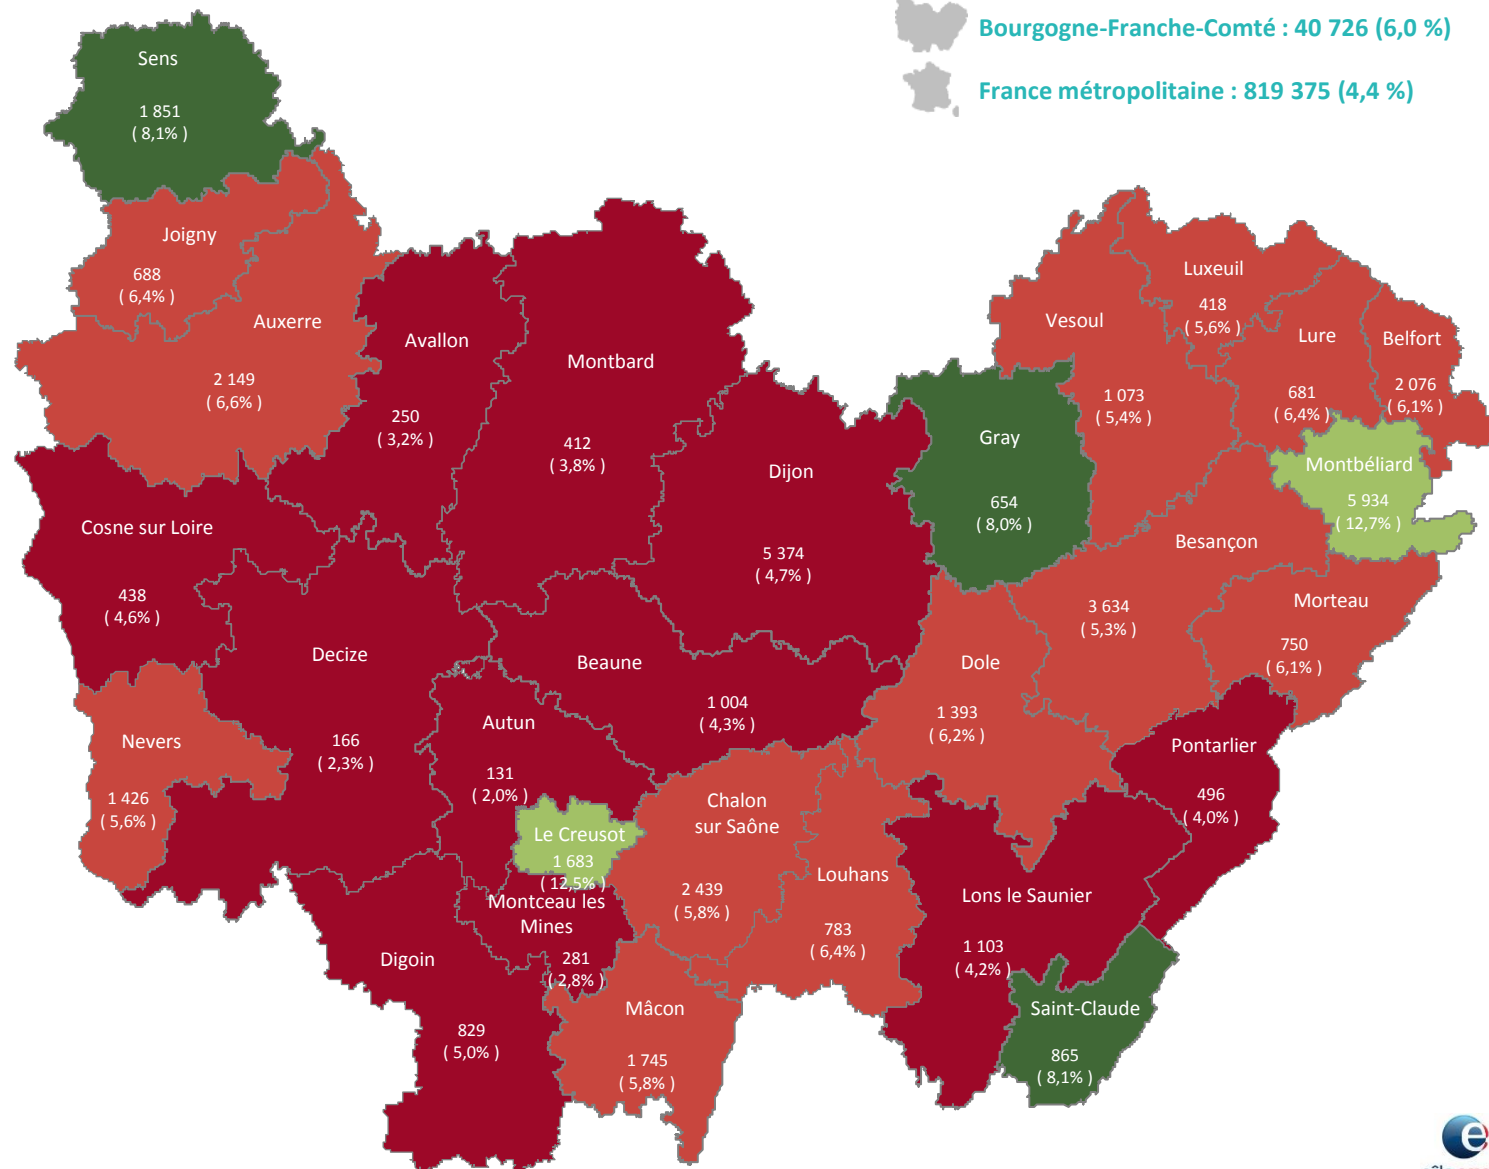 Bourgogne-Franche-Comté : 40 726 (6,0 %)
France métropolitaine : 819 375 (4,4 %)
Sens
1 851
( 8,1% )
Joigny
688
( 6,4% )
Auxerre
2 149
( 6,6% )
Avallon
250
( 3,2% )
Montbard
412
( 3,8% )
Dijon
5 374
( 4,7% )
Vesoul
1 073
( 5,4% )
Luxeuil
418
( 5,6% )
Lure
681
( 6,4% )
Belfort
2 076
( 6,1% )
Montbéliard
5 934
( 12,7% )
Gray
654
( 8,0% )
Besançon
3 634
( 5,3% )
Morteau
750
( 6,1% )
Cosne sur Loire
438
( 4,6% )
Decize
166
( 2,3% )
Beaune
1 004
( 4,3% )
Dole
1 393
( 6,2% )
Nevers
1 426
( 5,6% )
Autun
131
( 2,0% )
Pontarlier
496
( 4,0% )
Le Creusot
1 683
( 12,5% )
Chalon
sur Saône
2 439
( 5,8% )
Louhans
783
( 6,4% )
Lons le Saunier
1 103
( 4,2% )
Montceau les
Mines
281
( 2,8% )
Digoin
829
( 5,0% )
Mâcon
1 745
( 5,8% )
Saint-Claude
865
( 8,1% )
e